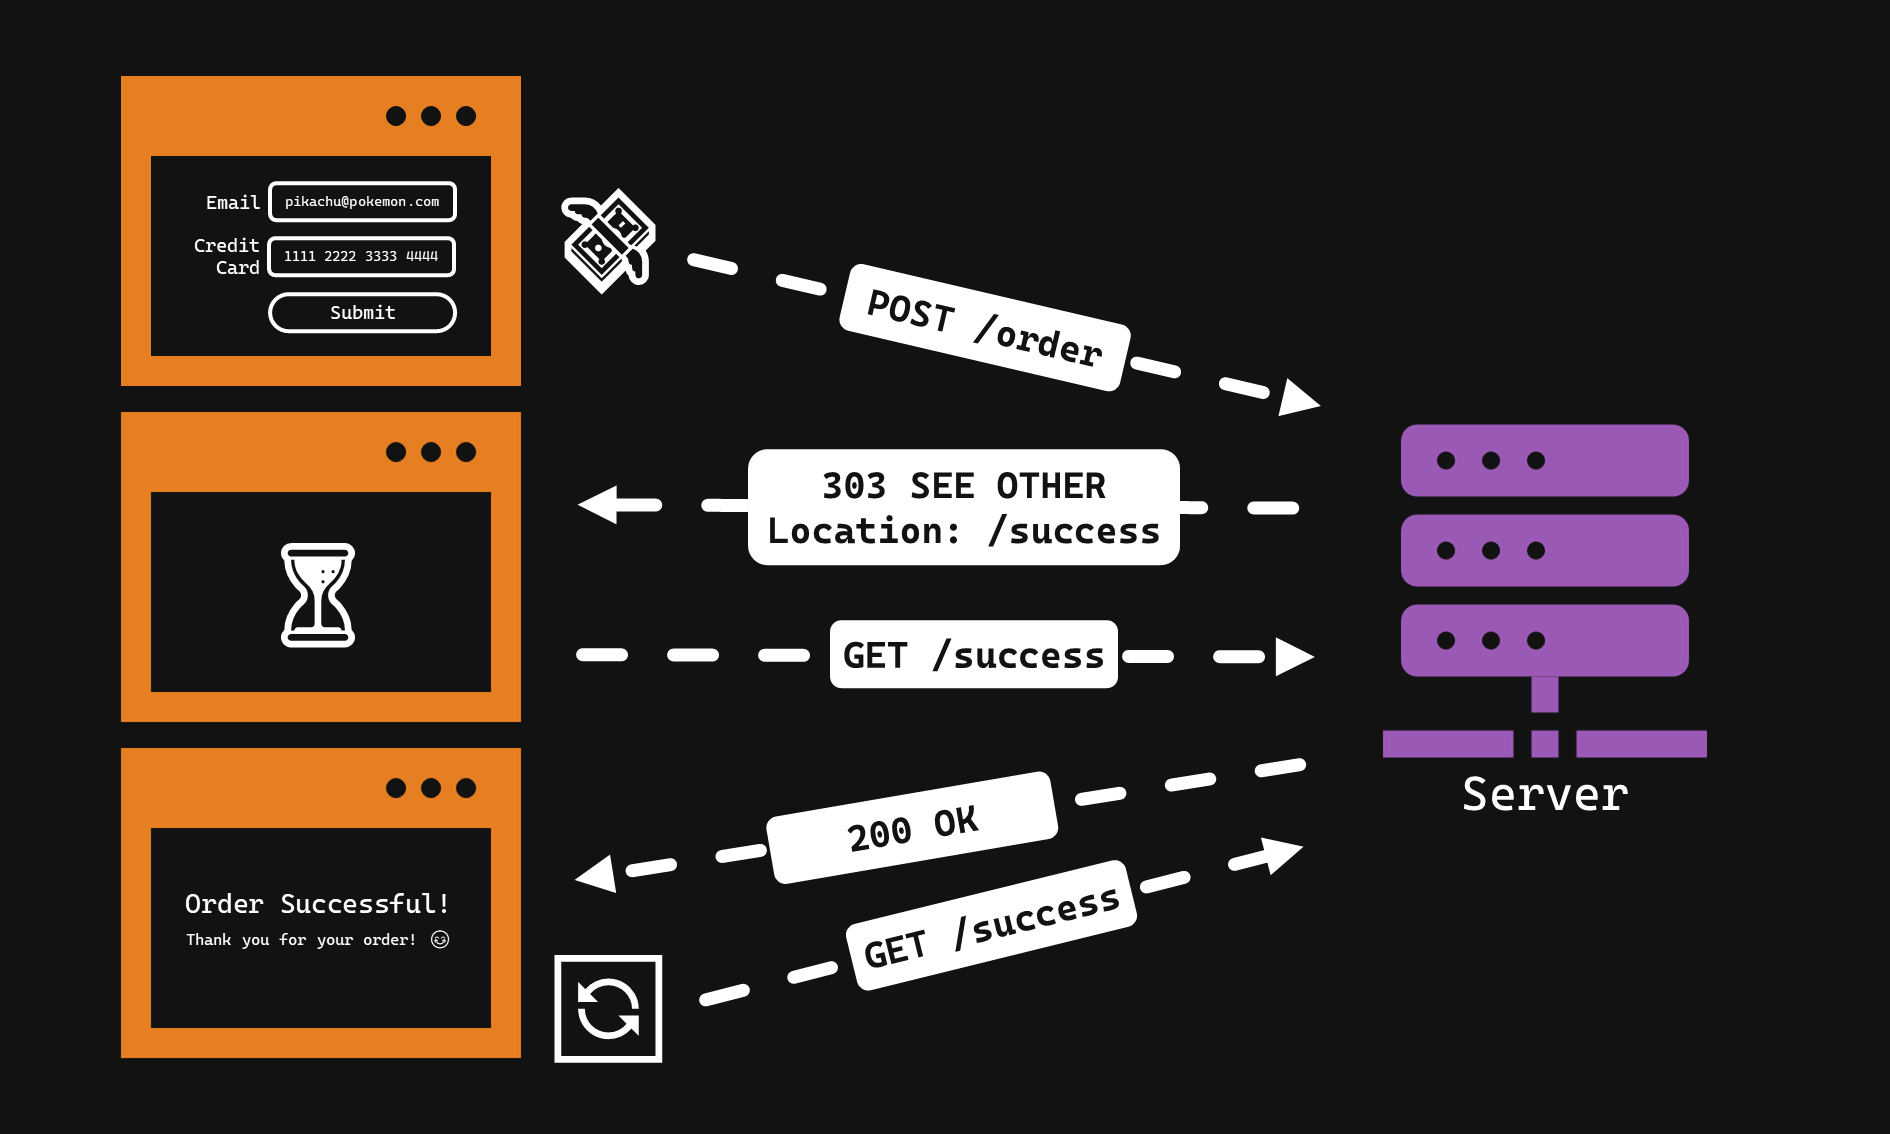 Email pikachu@pokemon.com
Credit
Card 1111 2222 3333 4444
Submit
POST /order
303 SEE OTHER
Location: /success
GET /success
200 OK
GET /success
Order Successful!
Thank you for your order! 😊
Server